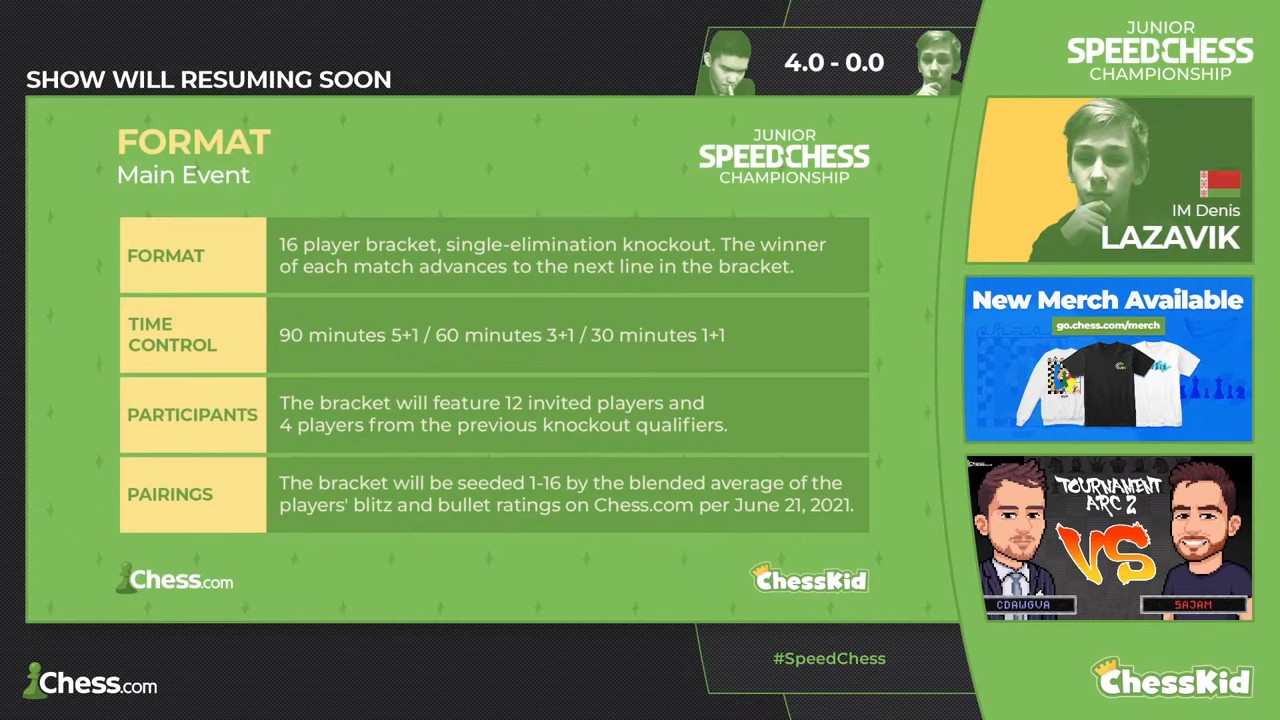 SHOW WILL RESUMING SOON
4.0 - 0.0
FORMAT
Main Event
JUNIOR
SPEEDCHESS
CHAMPIONSHIP
FORMAT
16 player bracket, single-elimination knockout. The winner
of each match advances to the next line in the bracket.
TIME
CONTROL
90 minutes 5+1 / 60 minutes 3+1 / 30 minutes 1+1
PARTICIPANTS
The bracket will feature 12 invited players and
4 players from the previous knockout qualifiers.
PAIRINGS
The bracket will be seeded 1-16 by the blended average of the
players' blitz and bullet ratings on Chess.com per June 21, 2021.
Chess.com
ChessKid
Chess.com
#SpeedChess
JUNIOR
SPEEDCHESS
CHAMPIONSHIP
IM Denis
LAZAVIK
New Merch Available
go.chess.com/merch
chess
Chess.com
TOURNAMENT
ARC 2
VS
CDAWGVA
SAJAM
ChessKid